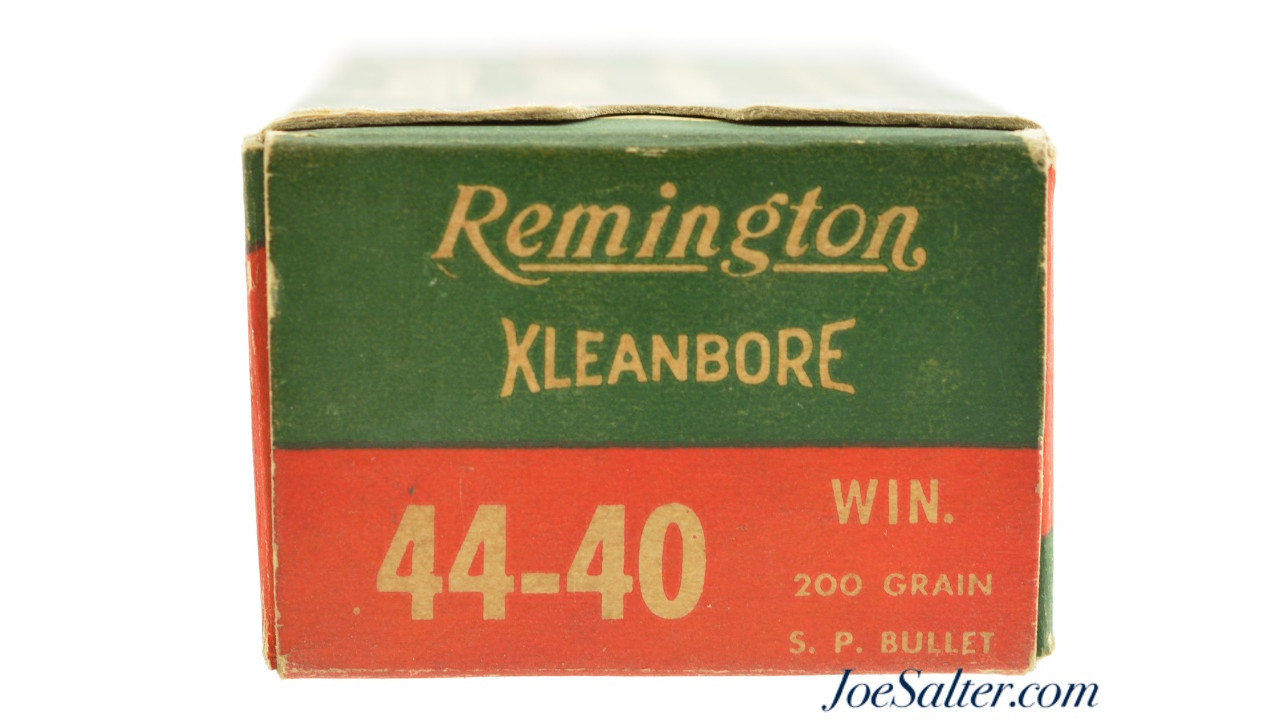 Remington
KLEANBORE
44-40
WIN.
200 GRAIN
S. P. BULLET
JoeSalter.com